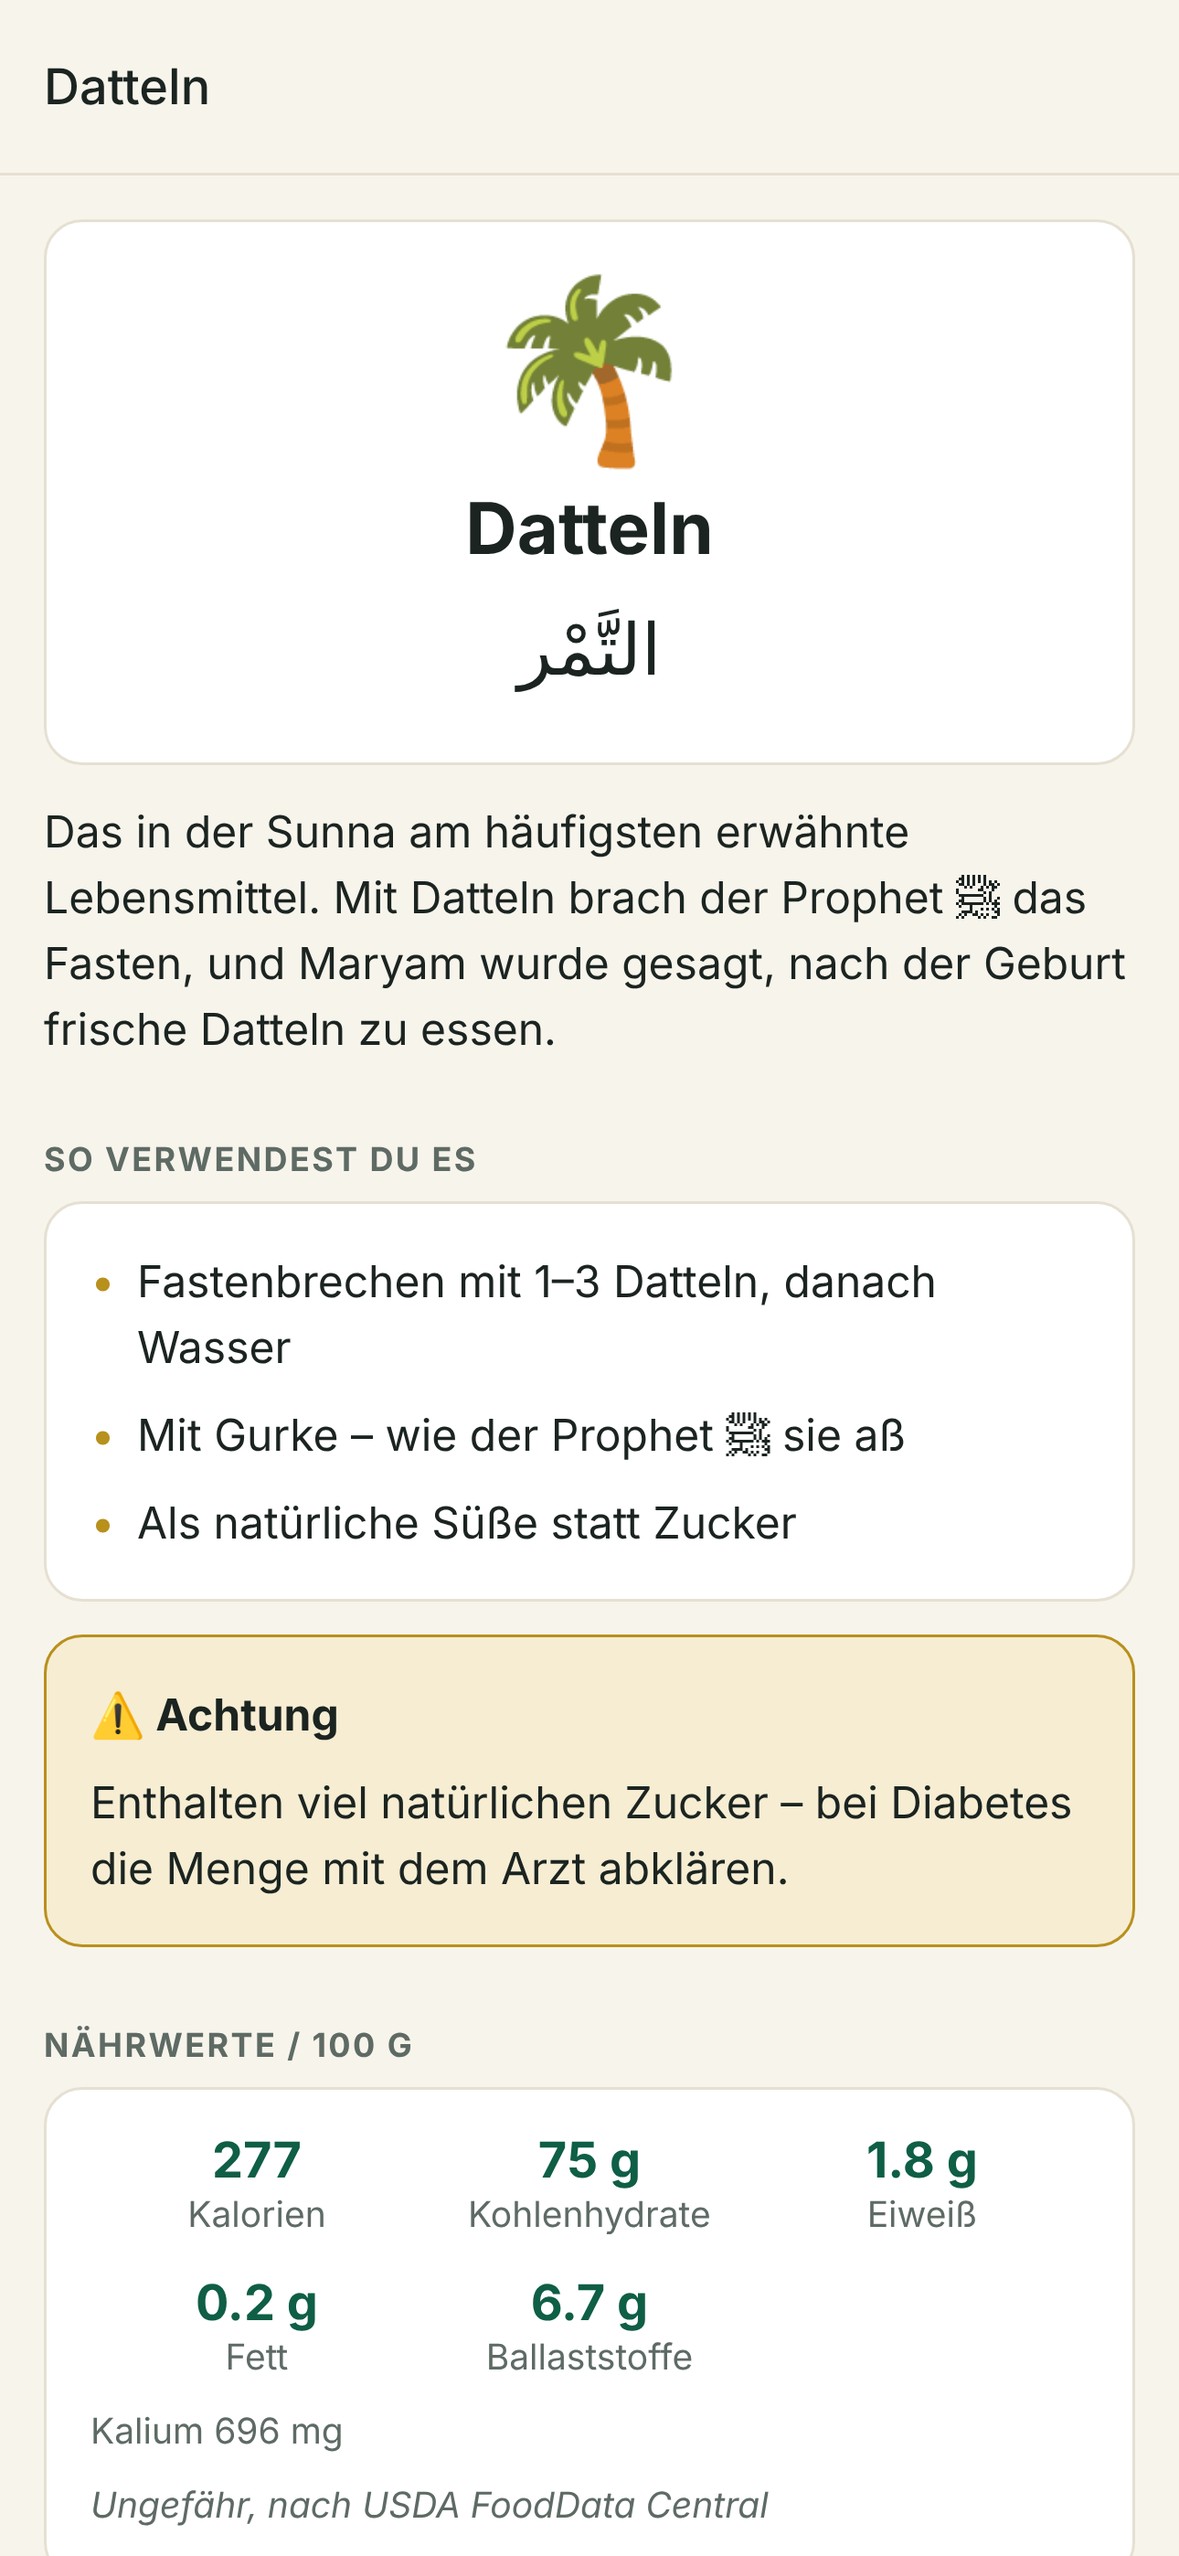 Datteln
Datteln
التَّمْر
Das in der Sunna am häufigsten erwähnte
Lebensmittel. Mit Datteln brach der Prophet ﷺ das
Fasten, und Maryam wurde gesagt, nach der Geburt
frische Datteln zu essen.
SO VERWENDEST DU ES
• Fastenbrechen mit 1–3 Datteln, danach
Wasser
• Mit Gurke – wie der Prophet ﷺ sie aß
• Als natürliche Süße statt Zucker
⚠️ Achtung
Enthalten viel natürlichen Zucker – bei Diabetes
die Menge mit dem Arzt abklären.
NÄHRWERTE / 100 G
277 75 g 1.8 g
Kalorien Kohlenhydrate Eiweiß
0.2 g 6.7 g
Fett Ballaststoffe
Kalium 696 mg
Ungefähr, nach USDA FoodData Central